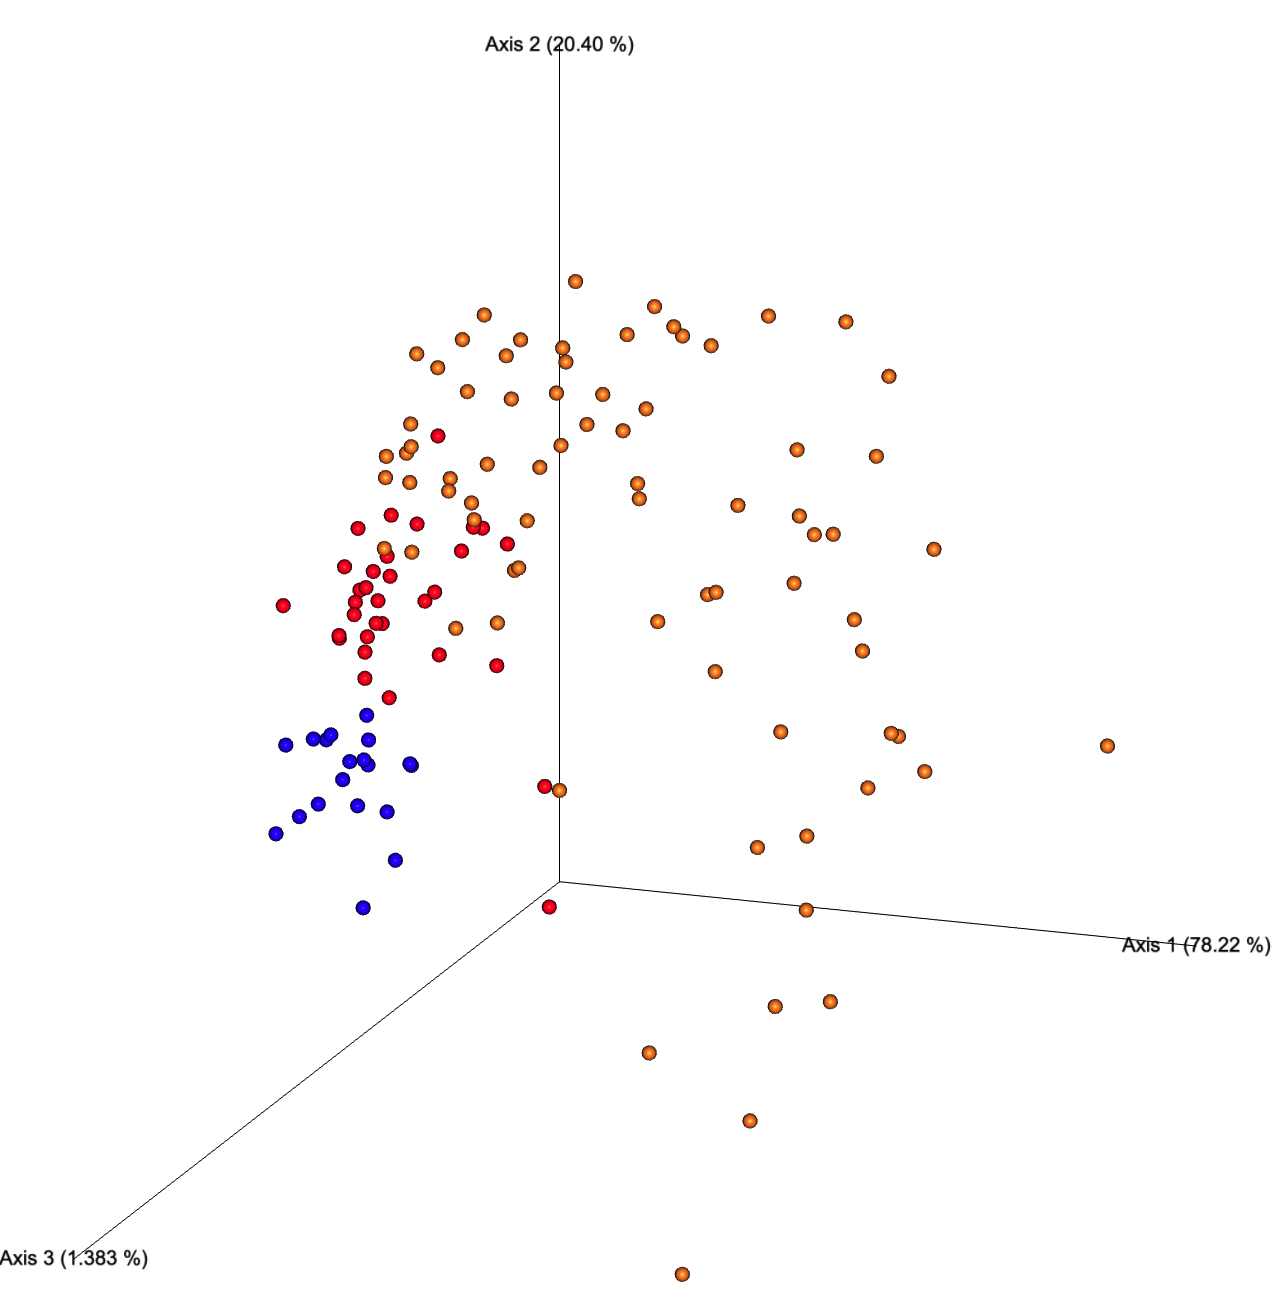 Axis 2 (20.40 %)
Axis 1 (78.22 %)
Axis 3 (1.383 %)